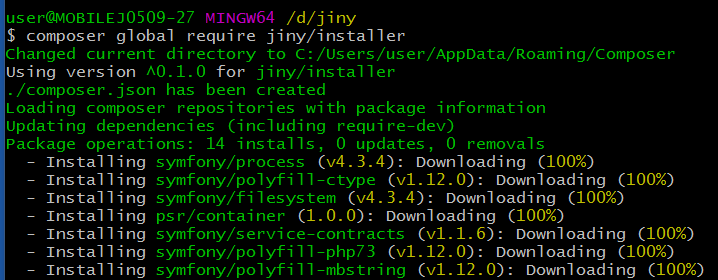 user@MOBILEJ0509-27 MINGW64 /d/jiny
$ composer global require jiny/installer
Changed current directory to C:/Users/user/AppData/Roaming/Composer
Using version ^0.1.0 for jiny/installer
./composer.json has been created
Loading composer repositories with package information
Updating dependencies (including require-dev)
Package operations: 14 installs, 0 updates, 0 removals
  - Installing symfony/process (v4.3.4): Downloading (100%)
  - Installing symfony/polyfill-ctype (v1.12.0): Downloading (100%)
  - Installing symfony/filesystem (v4.3.4): Downloading (100%)
  - Installing psr/container (1.0.0): Downloading (100%)
  - Installing symfony/service-contracts (v1.1.6): Downloading (100%)
  - Installing symfony/polyfill-php73 (v1.12.0): Downloading (100%)
  - Installing symfony/polyfill-mbstring (v1.12.0): Downloading (100%)